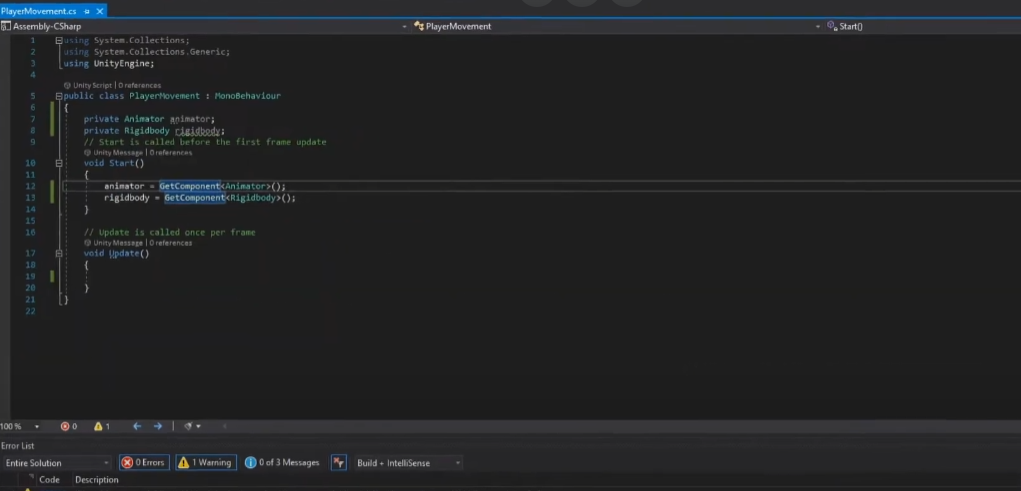 PlayerMovement.cs
Assembly-CSharp PlayerMovement Start()
1 using System.Collections;
2 using System.Collections.Generic;
3 using UnityEngine;
4
Unity Script | 0 references
5 public class PlayerMovement : MonoBehaviour
6 {
7 private Animator animator;
8 private Rigidbody rigidbody;
9 // Start is called before the first frame update
Unity Message | 0 references
10 void Start()
11 {
12 animator = GetComponent<Animator>();
13 rigidbody = GetComponent<Rigidbody>();
14 }
15
16 // Update is called once per frame
Unity Message | 0 references
17 void Update()
18 {
19
20 }
21 }
22
100 % 0 1
Error List
Entire Solution 0 Errors 1 Warning 0 of 3 Messages Build + IntelliSense
Code Description